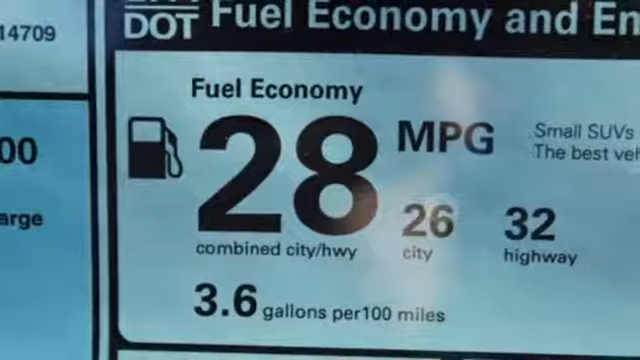 14709
DOT Fuel Economy and En
00
arge
Fuel Economy
28 MPG
combined city/hwy
26
city
32
highway
Small SUVs
The best veh
3.6 gallons per100 miles